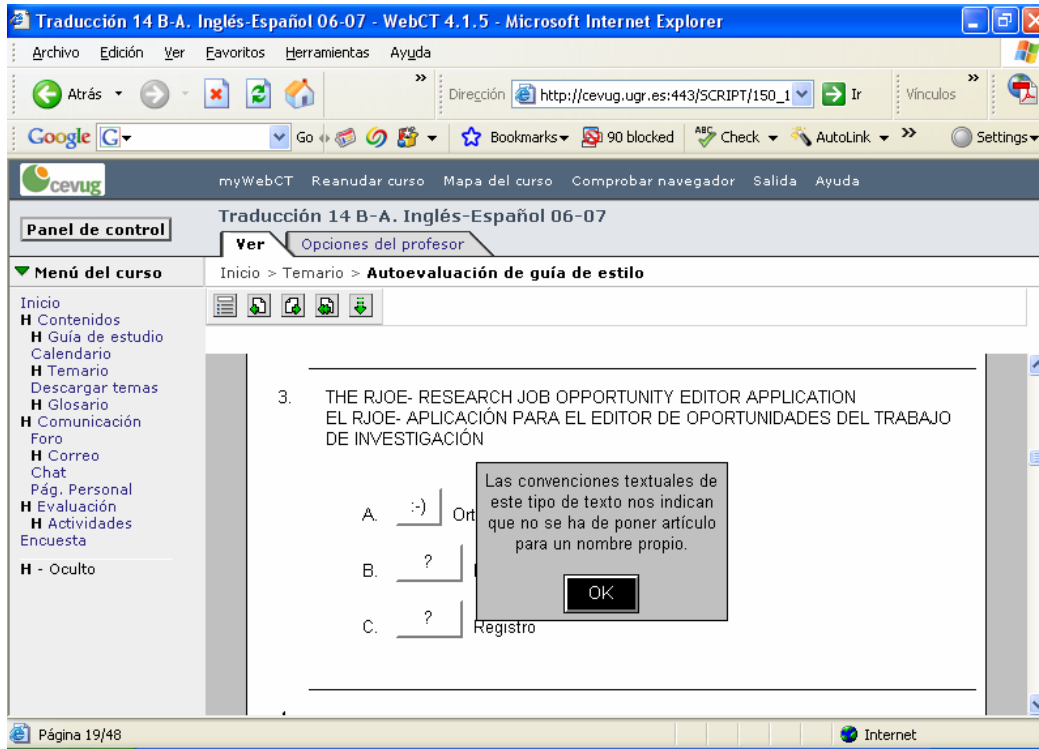 Traducción 14 B-A. Inglés-Español 06-07 - WebCT 4.1.5 - Microsoft Internet Explorer
Archivo Edición Ver Favoritos Herramientas Ayuda
Atrás » Dirección http://cevug.ugr.es:443/SCRIPT/150_1 Ir Vínculos »
Google G Go Bookmarks 90 blocked ABC Check AutoLink » Settings
cevug myWebCT Reanudar curso Mapa del curso Comprobar navegador Salida Ayuda
Panel de control
Traducción 14 B-A. Inglés-Español 06-07
Ver Opciones del profesor
Menú del curso
Inicio > Temario > Autoevaluación de guía de estilo
Inicio
H Contenidos
H Guía de estudio
Calendario
H Temario
Descargar temas
H Glosario
H Comunicación
Foro
H Correo
Chat
Pág. Personal
H Evaluación
H Actividades
Encuesta
H - Oculto
3. THE RJOE- RESEARCH JOB OPPORTUNITY EDITOR APPLICATION
EL RJOE- APLICACIÓN PARA EL EDITOR DE OPORTUNIDADES DEL TRABAJO
DE INVESTIGACIÓN
A. :-) Ort
B. ?
C. ? Registro
Las convenciones textuales de
este tipo de texto nos indican
que no se ha de poner artículo
para un nombre propio.
OK
Página 19/48 Internet